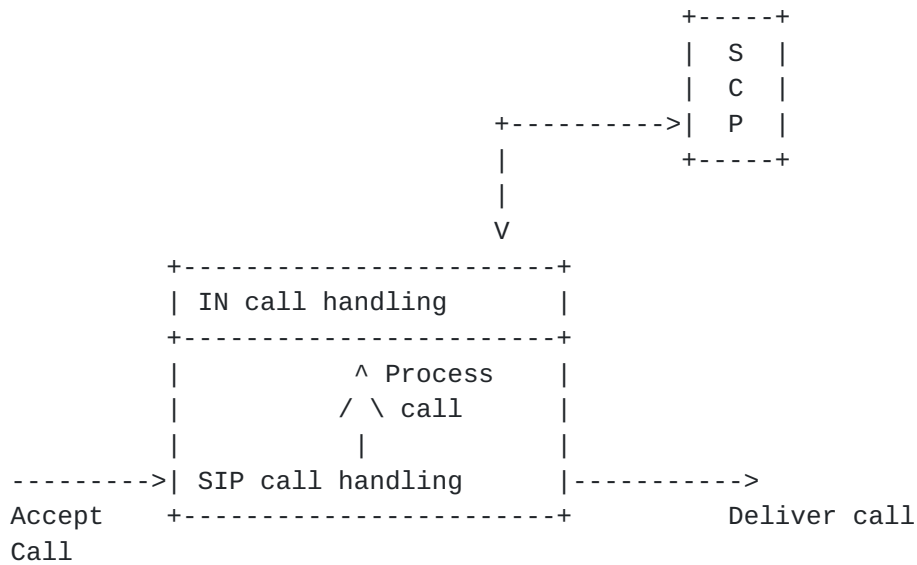 S
C
P
IN call handling
^ Process
/ \ call
SIP call handling
Accept
Call
Deliver call